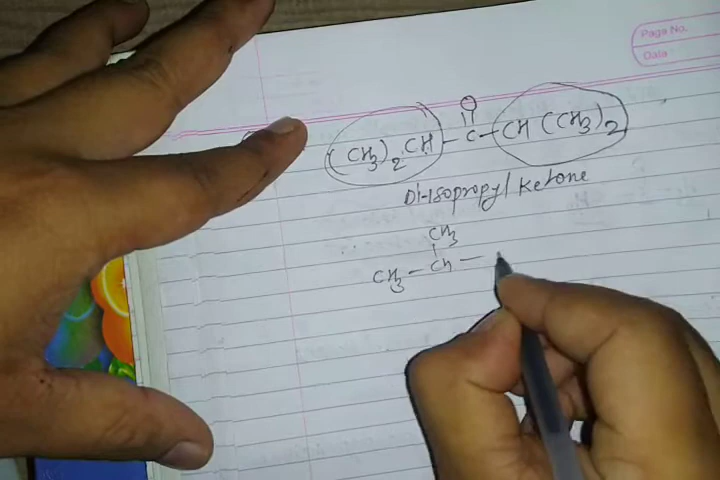 Page No.
Date
O
(CH3)2CH-C-CH(CH3)2
Di-isopropyl Ketone
CH3
CH3-CH-